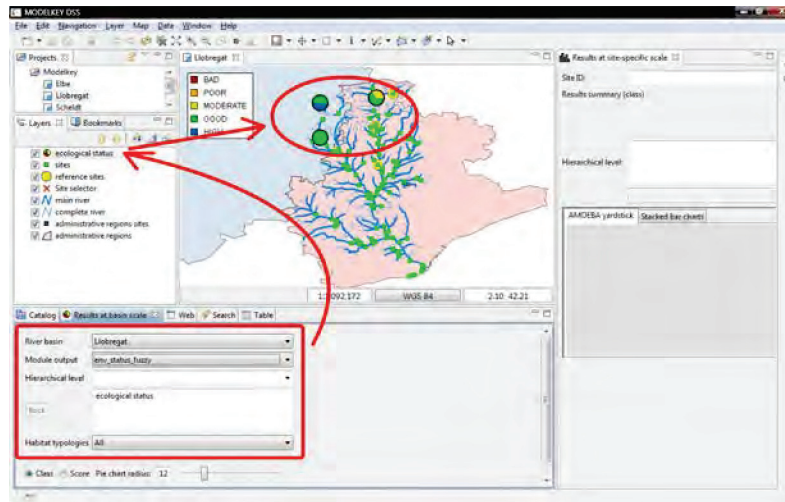 MODELKEY DSS
File Edit Navigation Layer Map Data Window Help
Projects
Modelkey
Elbe
Llobregat
Scheldt
Layers Bookmarks
ecological status
sites
reference sites
Site selector
main river
complete river
administrative regions sites
administrative regions
Llobregat
BAD
POOR
MODERATE
GOOD
HIGH
WGS 84
2.10 42.21
Results at site-specific scale
Site ID:
Results summary (class)
Hierarchical level:
AMOEBA yardstick Stacked bar charts
Catalog Results at basin scale Web Search Table
River basin Llobregat
Module output env_status_fuzzy
Hierarchical level
ecological status
Back
Habitat typologies All
Class Score Pie chart radius: 12